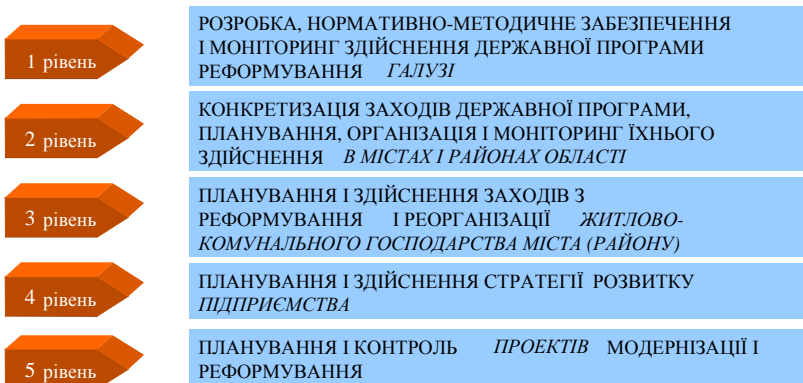 1 рівень
РОЗРОБКА, НОРМАТИВНО-МЕТОДИЧНЕ ЗАБЕЗПЕЧЕННЯ
І МОНІТОРИНГ ЗДІЙСНЕННЯ ДЕРЖАВНОЇ ПРОГРАМИ
РЕФОРМУВАННЯ ГАЛУЗІ
2 рівень
КОНКРЕТИЗАЦІЯ ЗАХОДІВ ДЕРЖАВНОЇ ПРОГРАМИ,
ПЛАНУВАННЯ, ОРГАНІЗАЦІЯ І МОНІТОРИНГ ЇХНЬОГО
ЗДІЙСНЕННЯ В МІСТАХ І РАЙОНАХ ОБЛАСТІ
3 рівень
ПЛАНУВАННЯ І ЗДІЙСНЕННЯ ЗАХОДІВ З
РЕФОРМУВАННЯ І РЕОРГАНІЗАЦІЇ ЖИТЛОВО-
КОМУНАЛЬНОГО ГОСПОДАРСТВА МІСТА (РАЙОНУ)
4 рівень
ПЛАНУВАННЯ І ЗДІЙСНЕННЯ СТРАТЕГІЇ РОЗВИТКУ
ПІДПРИЄМСТВА
5 рівень
ПЛАНУВАННЯ І КОНТРОЛЬ ПРОЕКТІВ МОДЕРНІЗАЦІЇ І
РЕФОРМУВАННЯ